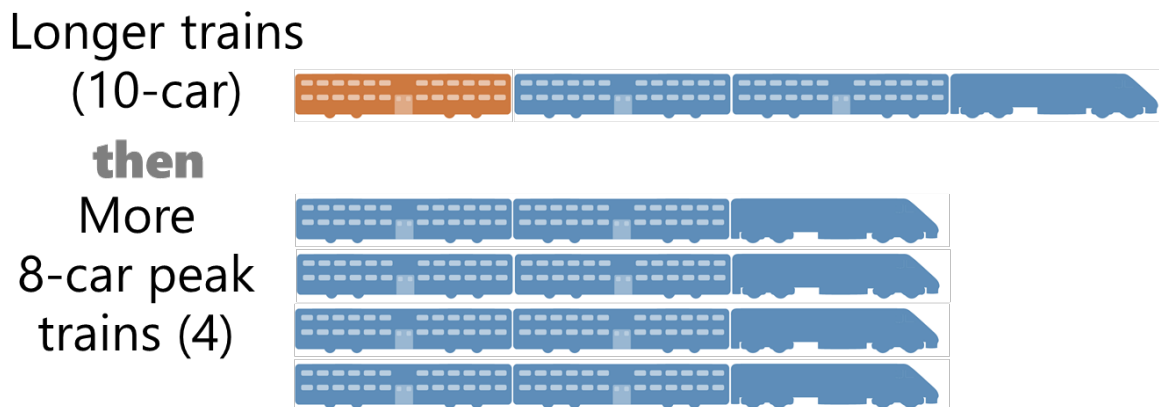 Longer trains
(10-car)
then
More
8-car peak
trains (4)